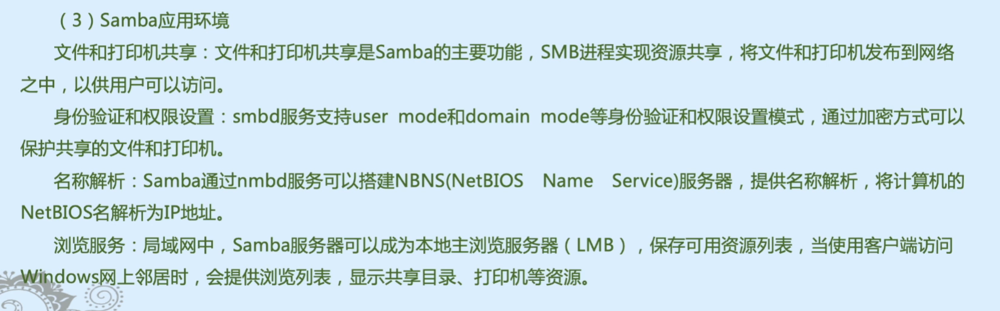 （3）Samba应用环境
文件和打印机共享：文件和打印机共享是Samba的主要功能，SMB进程实现资源共享，将文件和打印机发布到网络
之中，以供用户可以访问。
身份验证和权限设置：smbd服务支持user mode和domain mode等身份验证和权限设置模式，通过加密方式可以
保护共享的文件和打印机。
名称解析：Samba通过nmbd服务可以搭建NBNS(NetBIOS Name Service)服务器，提供名称解析，将计算机的
NetBIOS名解析为IP地址。
浏览服务：局域网中，Samba服务器可以成为本地主浏览服务器（LMB），保存可用资源列表，当使用客户端访问
Windows网上邻居时，会提供浏览列表，显示共享目录、打印机等资源。